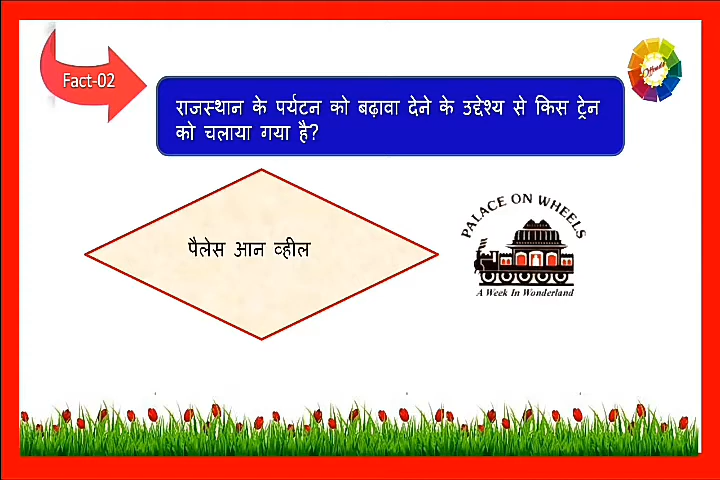 Fact-02
राजस्थान के पर्यटन को बढ़ावा देने के उद्देश्य से किस ट्रेन
को चलाया गया है?
पैलेस आन व्हील
PALACE ON WHEELS
A Week In Wonderland